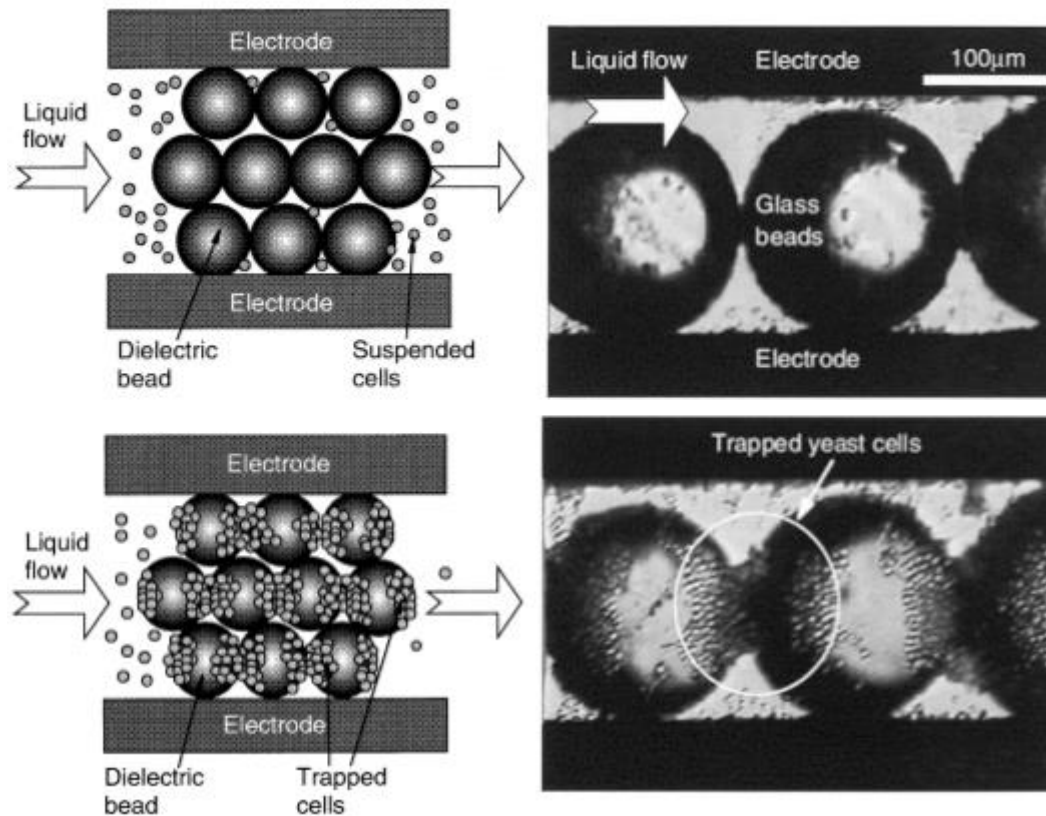 Electrode
Liquid
flow
Electrode
Dielectric
bead
Suspended
cells
Liquid flow
Electrode
100μm
Glass
beads
Electrode
Electrode
Liquid
flow
Electrode
Dielectric
bead
Trapped
cells
Trapped yeast cells